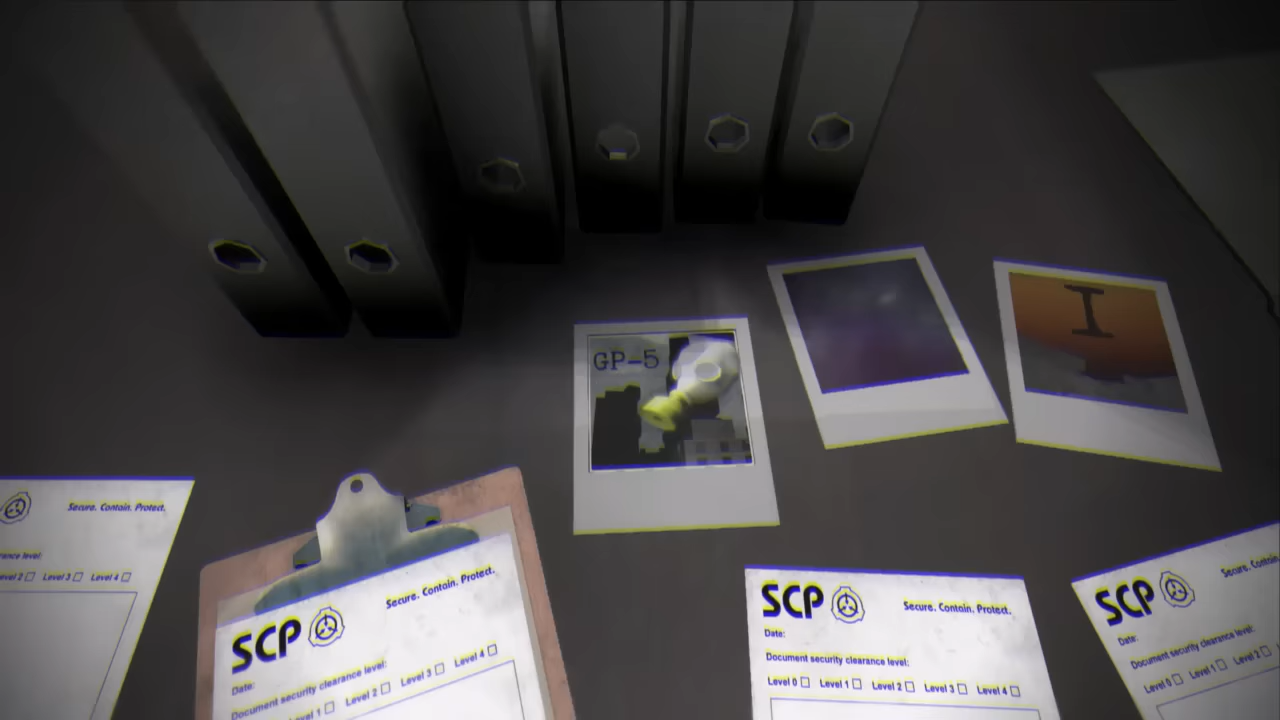 GP-5
I
Secure. Contain. Protect.
rance level:
Level 2 Level 3 Level 4
SCP
Secure. Contain. Protect.
Date:
Document security clearance level:
Level 1 Level 2 Level 3 Level 4
SCP
Secure. Contain. Protect.
Date:
Document security clearance level:
Level 0 Level 1 Level 2 Level 3 Level 4
SCP
Secure. Contain.
Date:
Document security clearance level:
Level 0 Level 1 Level 2